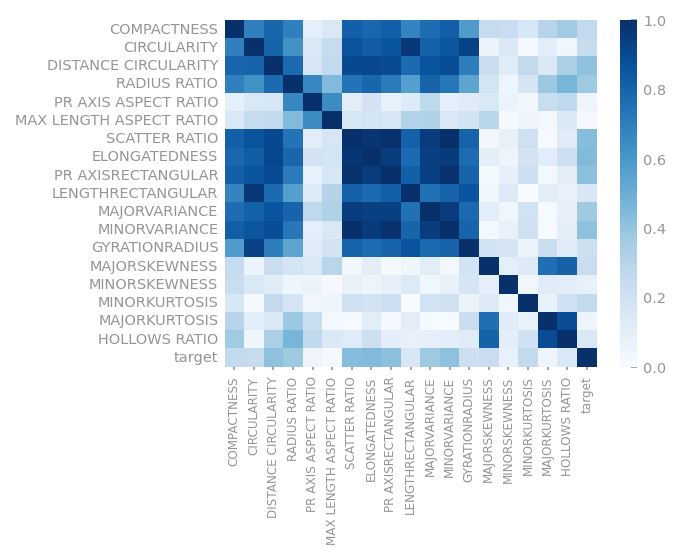 COMPACTNESS
CIRCULARITY
DISTANCE CIRCULARITY
RADIUS RATIO
PR AXIS ASPECT RATIO
MAX LENGTH ASPECT RATIO
SCATTER RATIO
ELONGATEDNESS
PR AXISRECTANGULAR
LENGTHRECTANGULAR
MAJORVARIANCE
MINORVARIANCE
GYRATIONRADIUS
MAJORSKEWNESS
MINORSKEWNESS
MINORKURTOSIS
MAJORKURTOSIS
HOLLOWS RATIO
target
COMPACTNESS
CIRCULARITY
DISTANCE CIRCULARITY
RADIUS RATIO
PR AXIS ASPECT RATIO
MAX LENGTH ASPECT RATIO
SCATTER RATIO
ELONGATEDNESS
PR AXISRECTANGULAR
LENGTHRECTANGULAR
MAJORVARIANCE
MINORVARIANCE
GYRATIONRADIUS
MAJORSKEWNESS
MINORSKEWNESS
MINORKURTOSIS
MAJORKURTOSIS
HOLLOWS RATIO
target
1.0
0.8
0.6
0.4
0.2
0.0